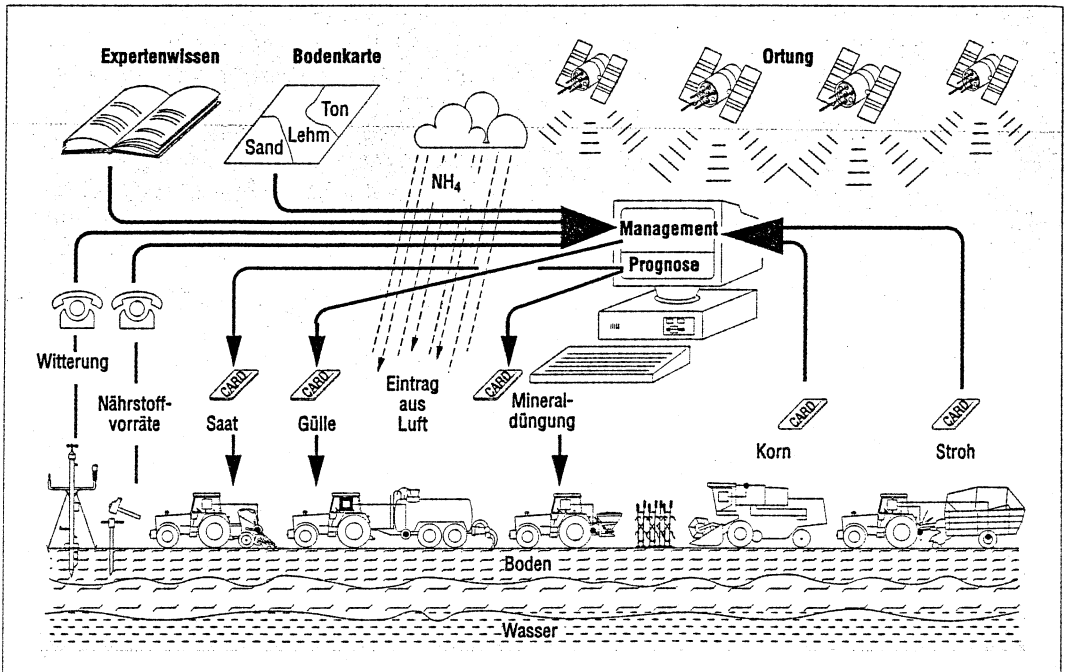 Expertenwissen
Bodenkarte
Ortung
Ton
Lehm
Sand
NH4
Management
Prognose
Witterung
Nährstoff-
vorräte
CARD
Saat
CARD
Gülle
Eintrag
aus
Luft
CARD
Mineral-
düngung
CARD
Korn
CARD
Stroh
Boden
Wasser